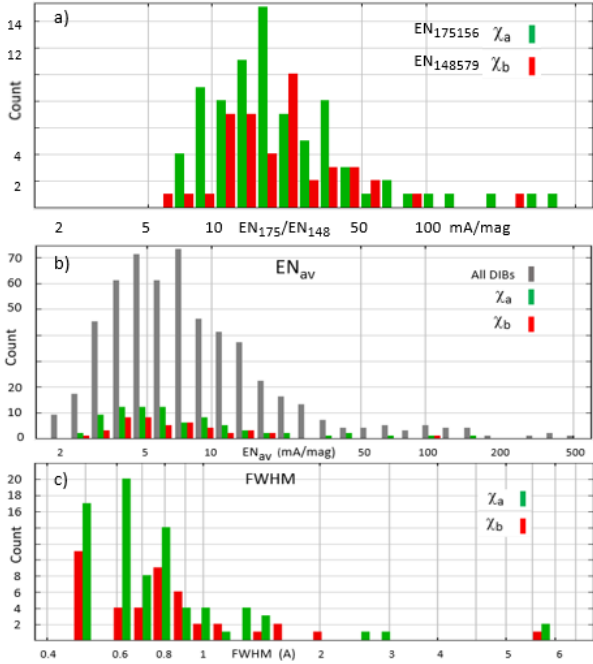 a)
EN175156 χa
EN148579 χb
14
12
10
8
4
2
Count
2 5 10 EN175/EN148 50 100 mA/mag
b) ENav
All DIBs
χa
χb
70
60
50
20
10
0
Count
2 5 10 50 100 200 500
ENav (mA/mag)
c) FWHM
χa
χb
20
18
16
14
12
10
8
6
4
2
Count
0.4 0.6 0.8 1 2 3 4 5 6
FWHM (A)